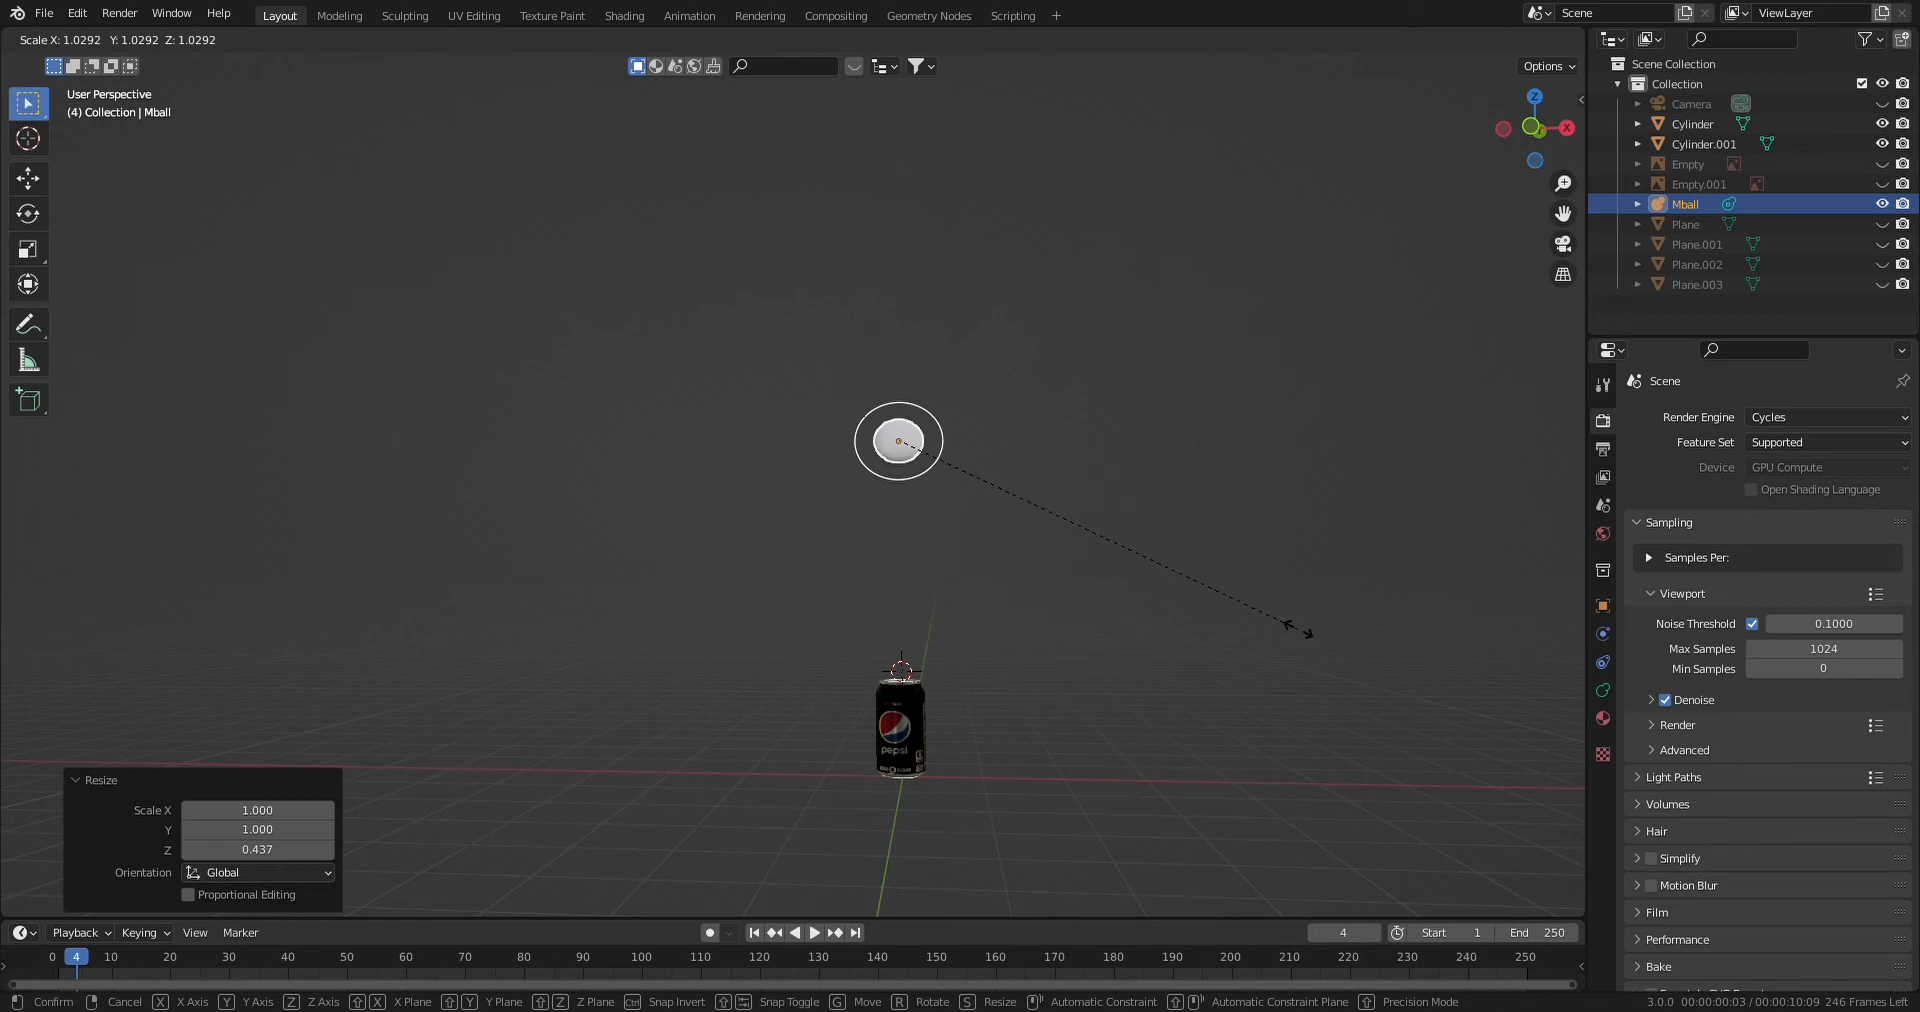 File Edit Render Window Help Layout Modeling Sculpting UV Editing Texture Paint Shading Animation Rendering Compositing Geometry Nodes Scripting + Scene ViewLayer
Scale X: 1.0292 Y: 1.0292 Z: 1.0292
Options
User Perspective
(4) Collection | Mball
Z
X
pepsi
Resize
Scale X 1.000
Y 1.000
Z 0.437
Orientation Global
Proportional Editing
Scene Collection
Collection
Camera
Cylinder
Cylinder.001
Empty
Empty.001
Mball
Plane
Plane.001
Plane.002
Plane.003
Scene
Render Engine Cycles
Feature Set Supported
Device GPU Compute
Open Shading Language
Sampling
Samples Per:
Viewport
Noise Threshold 0.1000
Max Samples 1024
Min Samples 0
Denoise
Render
Advanced
Light Paths
Volumes
Hair
Simplify
Motion Blur
Film
Performance
Bake
Playback Keying View Marker 4 Start 1 End 250
0 4 10 20 30 40 50 60 70 80 90 100 110 120 130 140 150 160 170 180 190 200 210 220 230 240 250
Confirm Cancel X X Axis Y Y Axis Z Z Axis X X Plane Y Y Plane Z Z Plane Ctrl Snap Invert Snap Toggle G Move R Rotate S Resize Automatic Constraint Automatic Constraint Plane Precision Mode 3.0.0 00:00:00:03 / 00:00:10:09 246 Frames Left